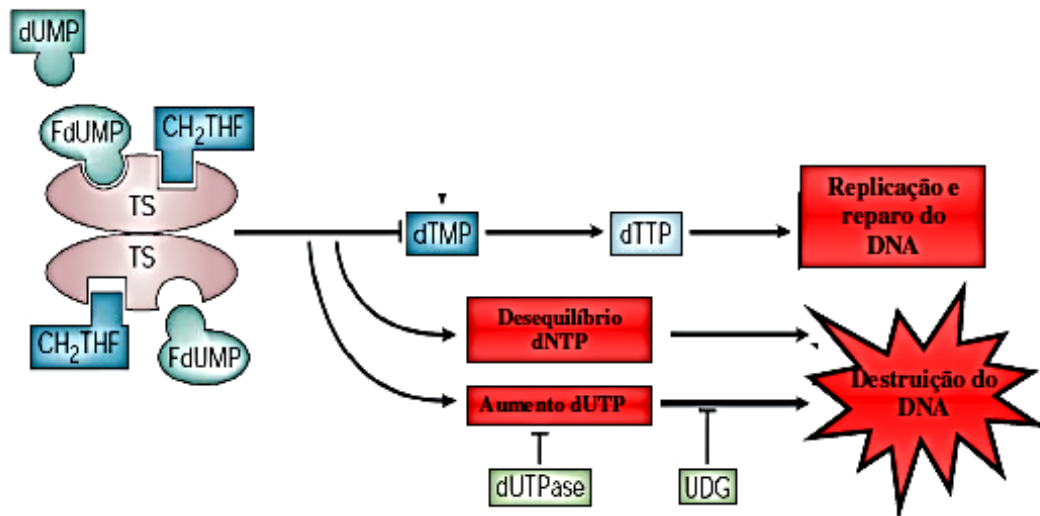 dUMP
FdUMP
CH₂THF
TS
TS
CH₂THF
FdUMP
dTMP
dTTP
Replicação e
reparo do
DNA
Desequilíbrio
dNTP
Aumento dUTP
Destruição do
DNA
dUTPase
UDG